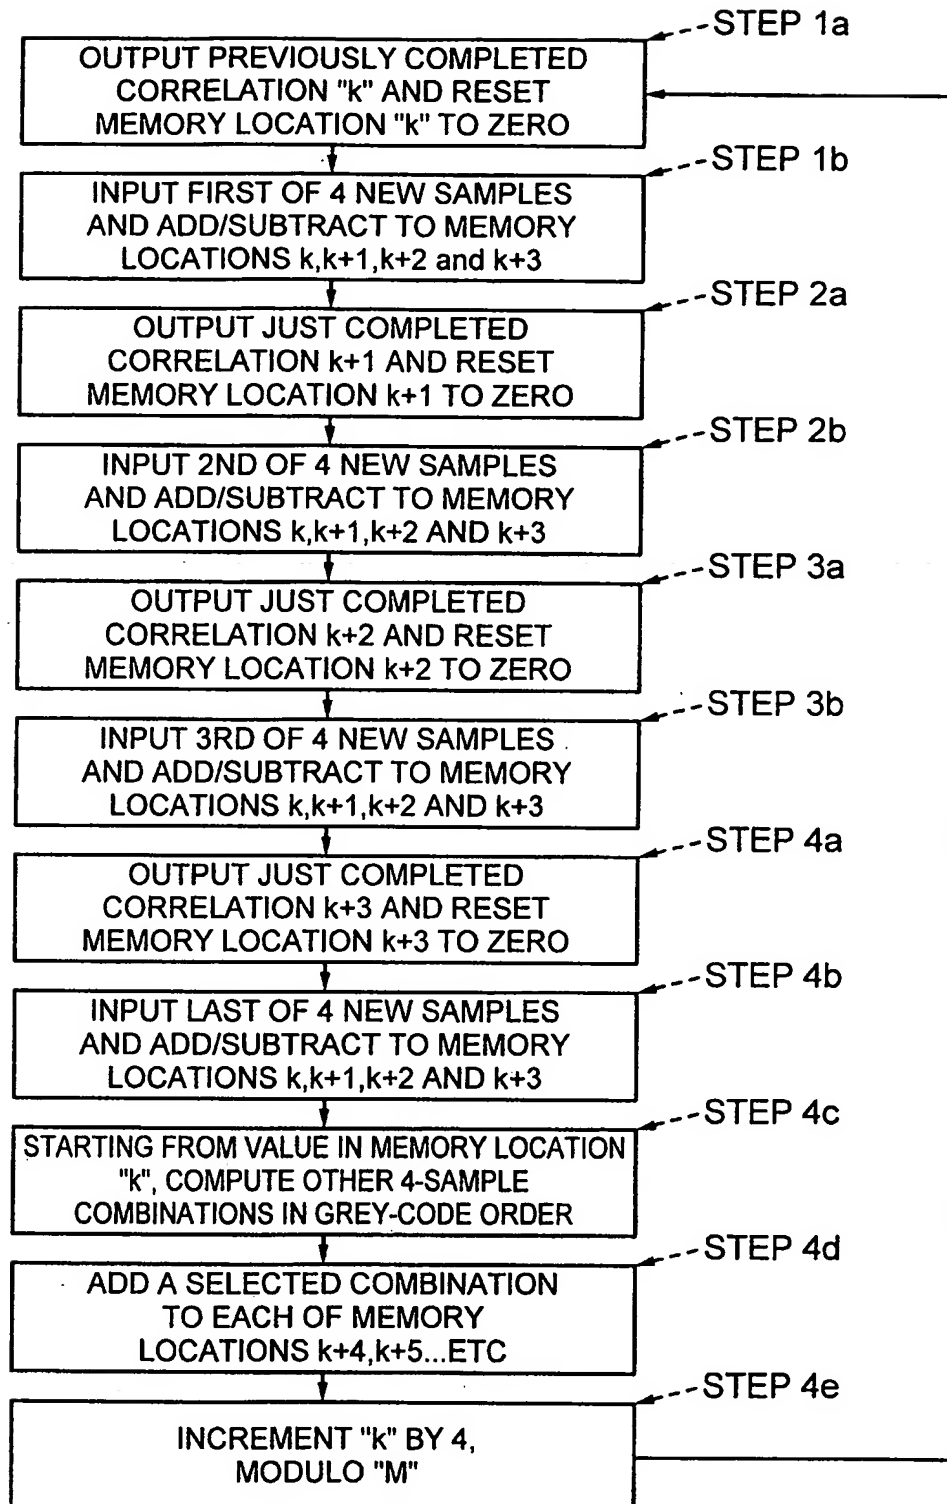 STEP 1a
OUTPUT PREVIOUSLY COMPLETED
CORRELATION "k" AND RESET
MEMORY LOCATION "k" TO ZERO
STEP 1b
INPUT FIRST OF 4 NEW SAMPLES
AND ADD/SUBTRACT TO MEMORY
LOCATIONS k,k+1,k+2 and k+3
STEP 2a
OUTPUT JUST COMPLETED
CORRELATION k+1 AND RESET
MEMORY LOCATION k+1 TO ZERO
STEP 2b
INPUT 2ND OF 4 NEW SAMPLES
AND ADD/SUBTRACT TO MEMORY
LOCATIONS k,k+1,k+2 AND k+3
STEP 3a
OUTPUT JUST COMPLETED
CORRELATION k+2 AND RESET
MEMORY LOCATION k+2 TO ZERO
STEP 3b
INPUT 3RD OF 4 NEW SAMPLES
AND ADD/SUBTRACT TO MEMORY
LOCATIONS k,k+1,k+2 AND k+3
STEP 4a
OUTPUT JUST COMPLETED
CORRELATION k+3 AND RESET
MEMORY LOCATION k+3 TO ZERO
STEP 4b
INPUT LAST OF 4 NEW SAMPLES
AND ADD/SUBTRACT TO MEMORY
LOCATIONS k,k+1,k+2 AND k+3
STEP 4c
STARTING FROM VALUE IN MEMORY LOCATION
"k", COMPUTE OTHER 4-SAMPLE
COMBINATIONS IN GREY-CODE ORDER
STEP 4d
ADD A SELECTED COMBINATION
TO EACH OF MEMORY
LOCATIONS k+4,k+5...ETC
STEP 4e
INCREMENT "k" BY 4,
MODULO "M"